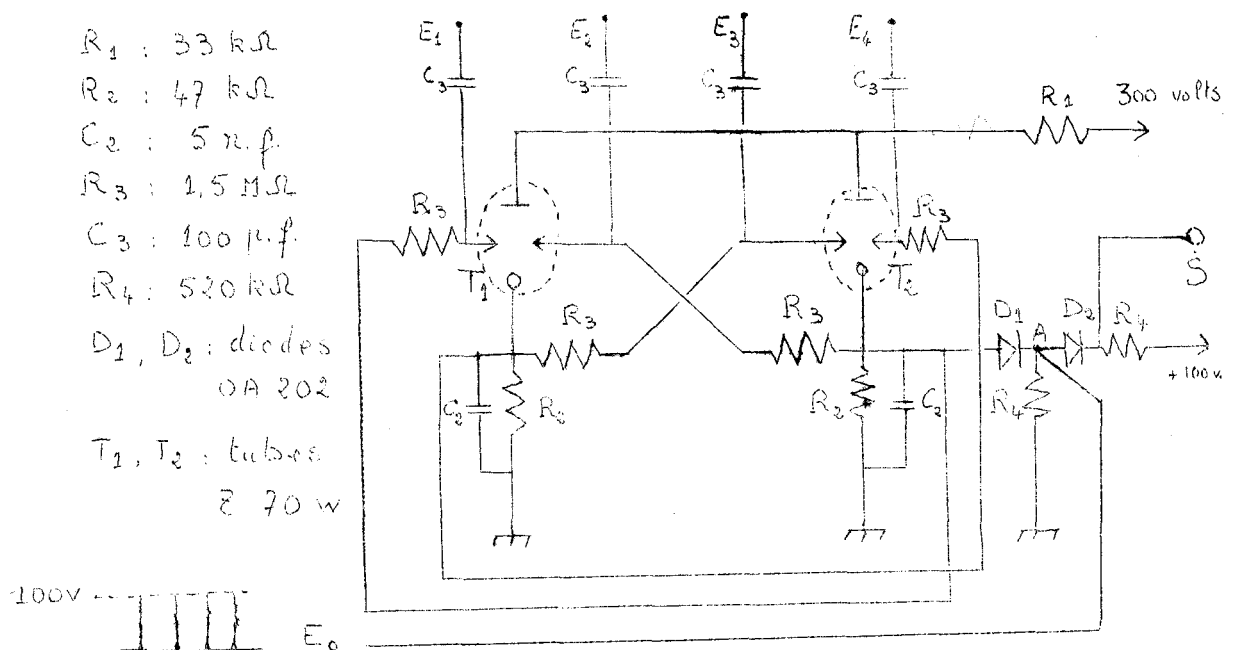 R₁ : 33 kΩ
R₂ : 47 kΩ
C₂ : 5 n.f.
R₃ : 1,5 MΩ
C₃ : 100 p.f.
R₄ : 520 kΩ
D₁, D₂ : diodes
OA 202
T₁, T₂ : tubes
Z 70 W
E₁ E₂ E₃ E₄
C₃ C₃ C₃ C₃
R₁ 300 volts
R₃ R₃
T₁ T₂ S
R₃ R₃ D₁ A D₂ R₄
+100v.
C₂ R₂ R₂ C₂ R₄
100V
E₀